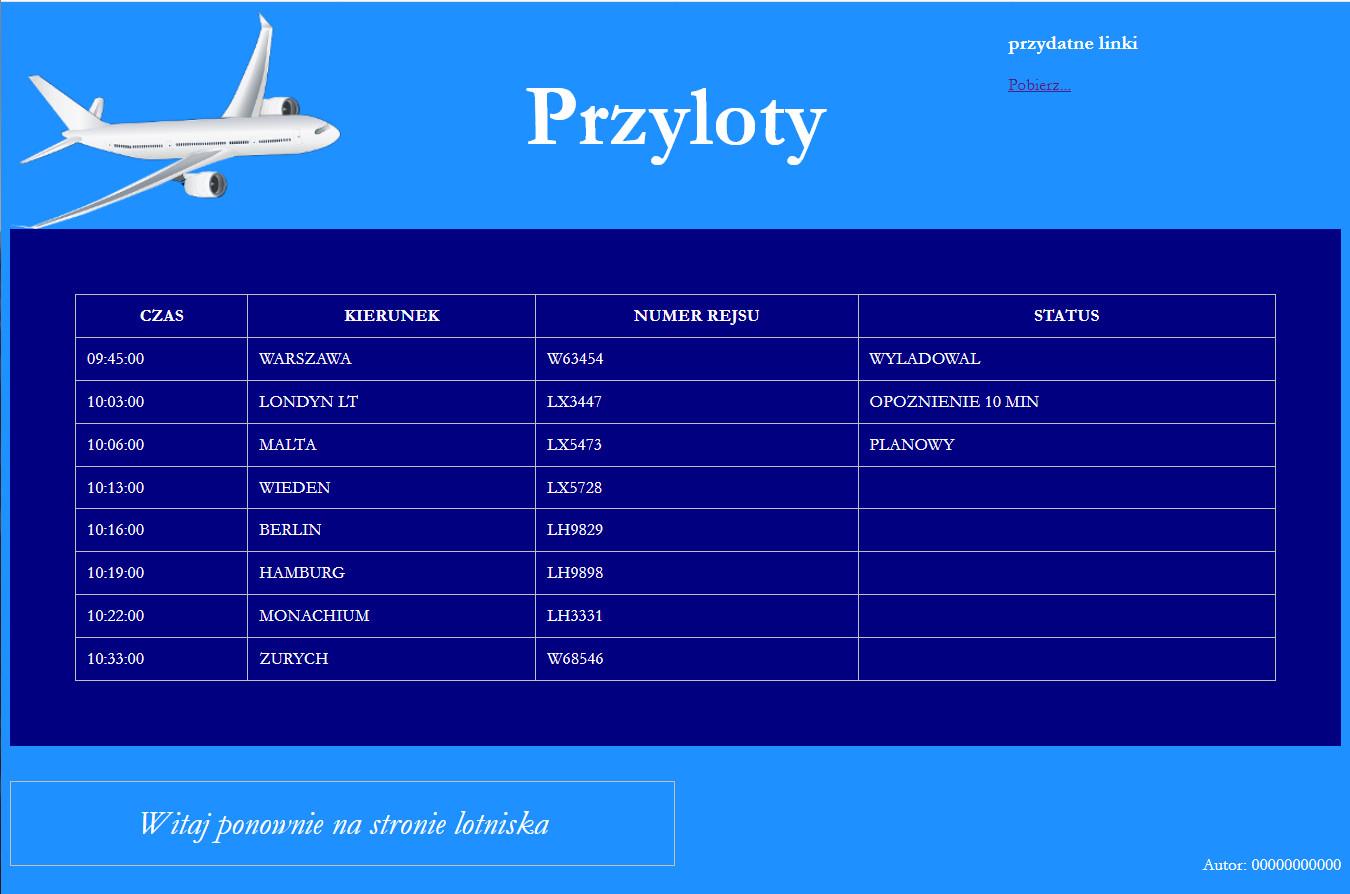 Przyloty
przydatne linki
Pobierz...
CZAS KIERUNEK NUMER REJSU STATUS
09:45:00 WARSZAWA W63454 WYLADOWAL
10:03:00 LONDYN LT LX3447 OPOZNIENIE 10 MIN
10:06:00 MALTA LX5473 PLANOWY
10:13:00 WIEDEN LX5728
10:16:00 BERLIN LH9829
10:19:00 HAMBURG LH9898
10:22:00 MONACHIUM LH3331
10:33:00 ZURYCH W68546
Witaj ponownie na stronie lotniska
Autor: 00000000000